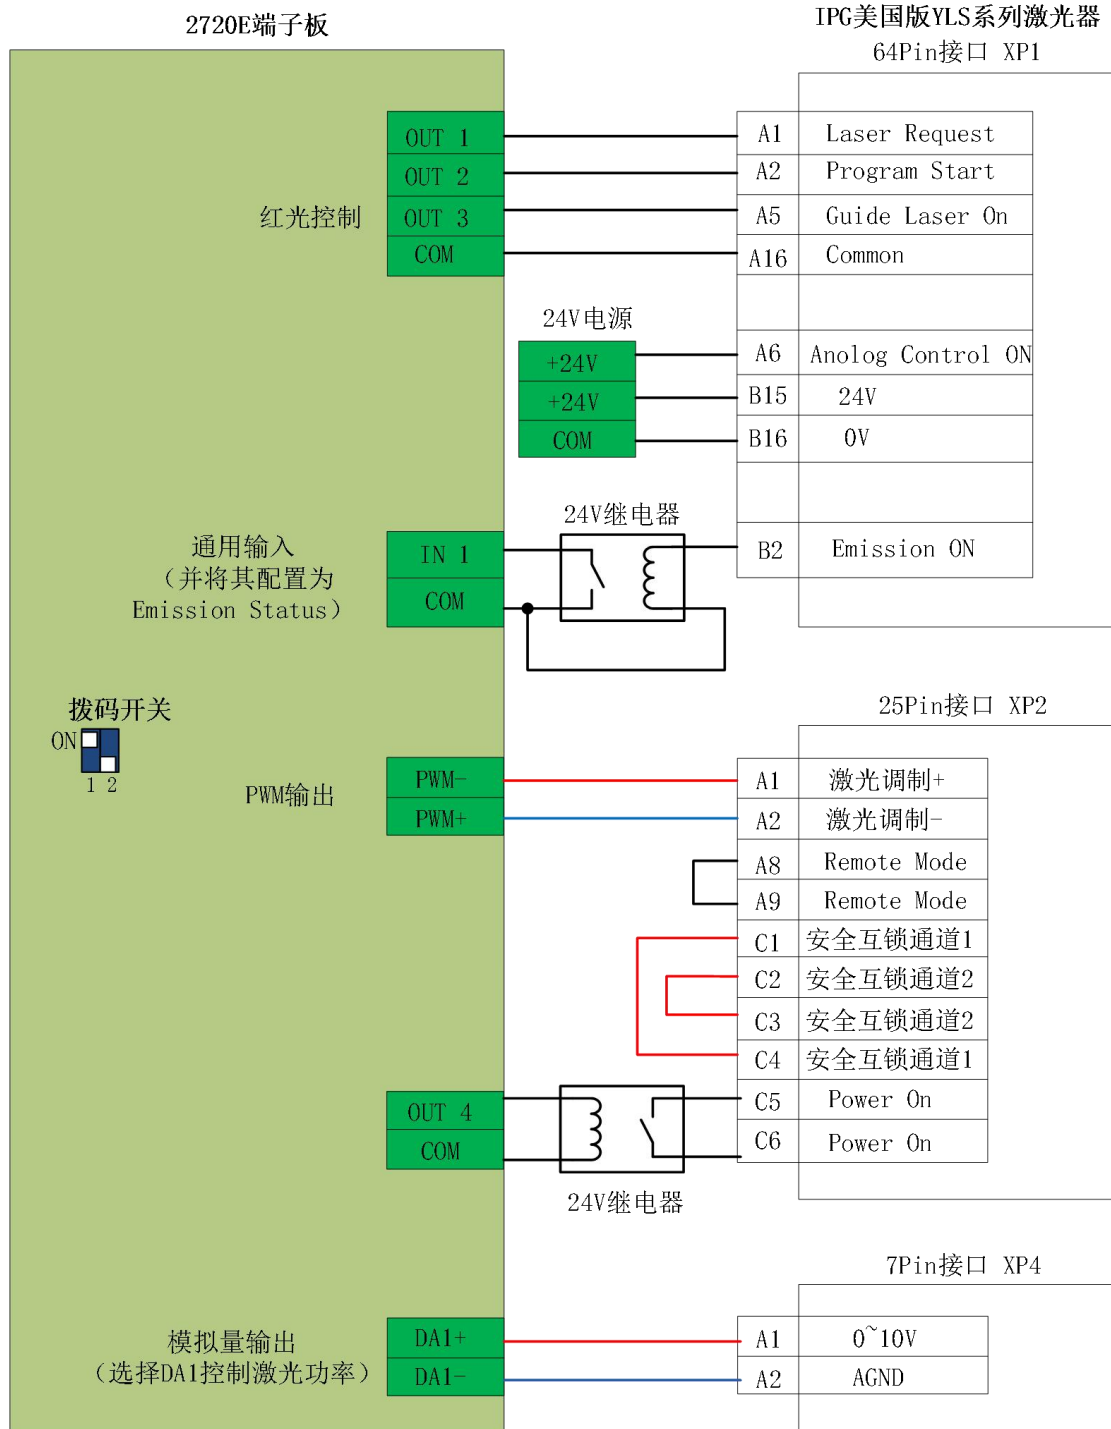 2720E端子板
IPG美国版YLS系列激光器
64Pin接口 XP1
OUT 1
A1 Laser Request
OUT 2
A2 Program Start
红光控制
OUT 3
A5 Guide Laser On
COM
A16 Common
24V电源
+24V
A6 Anolog Control ON
+24V
B15 24V
COM
B16 0V
24V继电器
通用输入
（并将其配置为
Emission Status）
IN 1
COM
B2 Emission ON
拨码开关
ON
1 2
25Pin接口 XP2
PWM输出
PWM-
A1 激光调制+
PWM+
A2 激光调制-
A8 Remote Mode
A9 Remote Mode
C1 安全互锁通道1
C2 安全互锁通道2
C3 安全互锁通道2
C4 安全互锁通道1
OUT 4
C5 Power On
COM
C6 Power On
24V继电器
7Pin接口 XP4
模拟量输出
（选择DA1控制激光功率）
DA1+
A1 0~10V
DA1-
A2 AGND